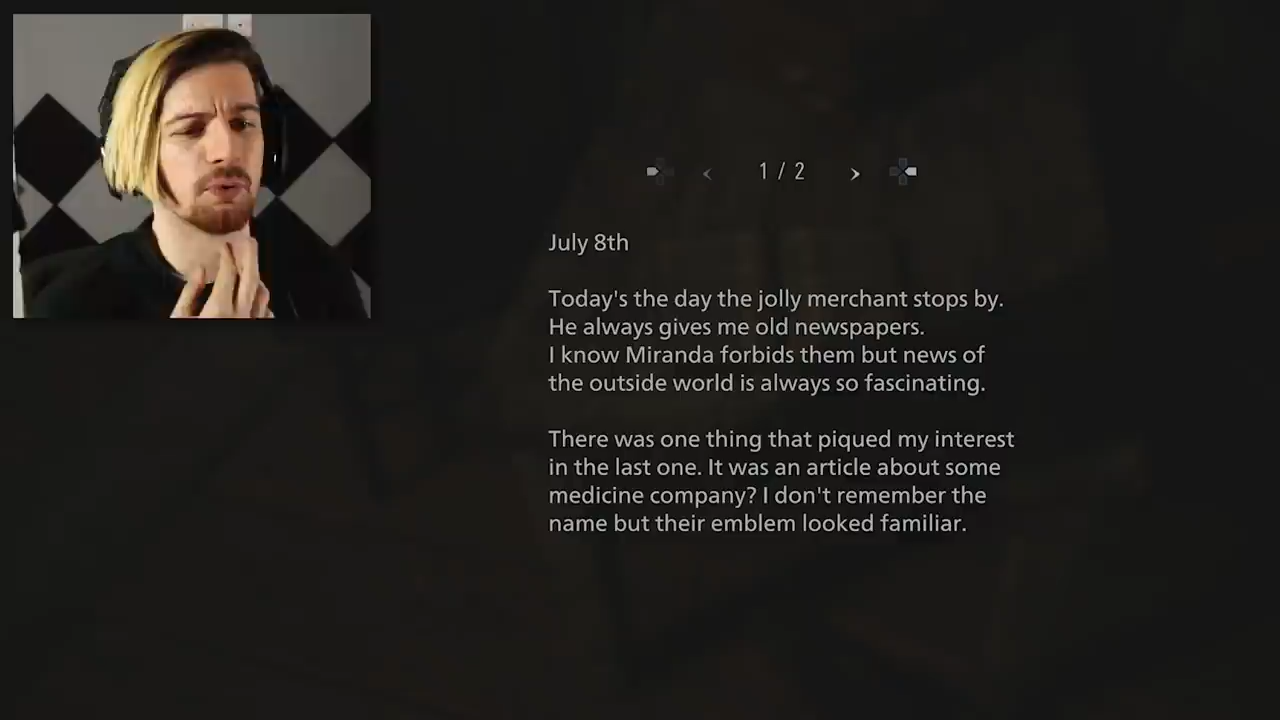 1 / 2
July 8th
Today's the day the jolly merchant stops by.
He always gives me old newspapers.
I know Miranda forbids them but news of
the outside world is always so fascinating.
There was one thing that piqued my interest
in the last one. It was an article about some
medicine company? I don't remember the
name but their emblem looked familiar.